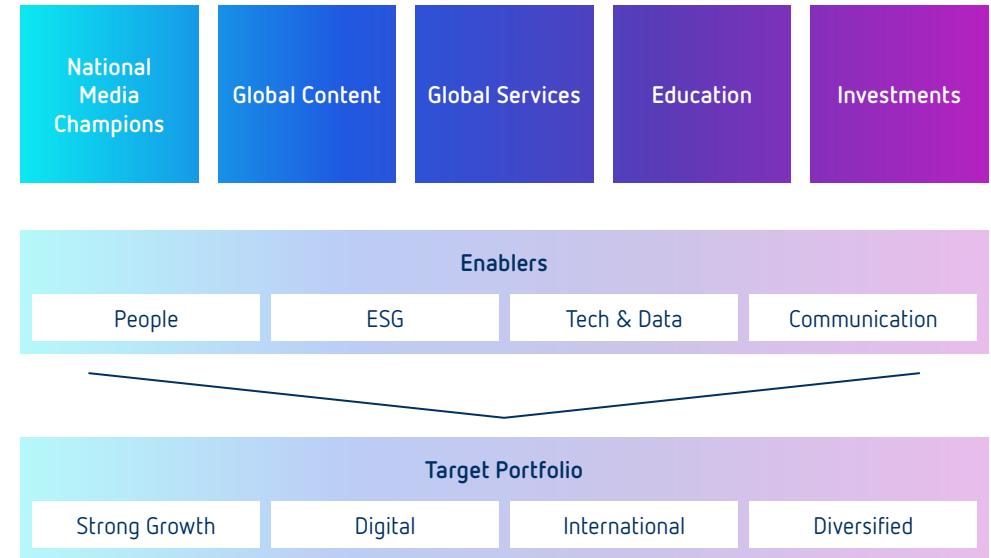 National
Media
Champions
Global Content
Global Services
Education
Investments
Enablers
People
ESG
Tech & Data
Communication
Target Portfolio
Strong Growth
Digital
International
Diversified